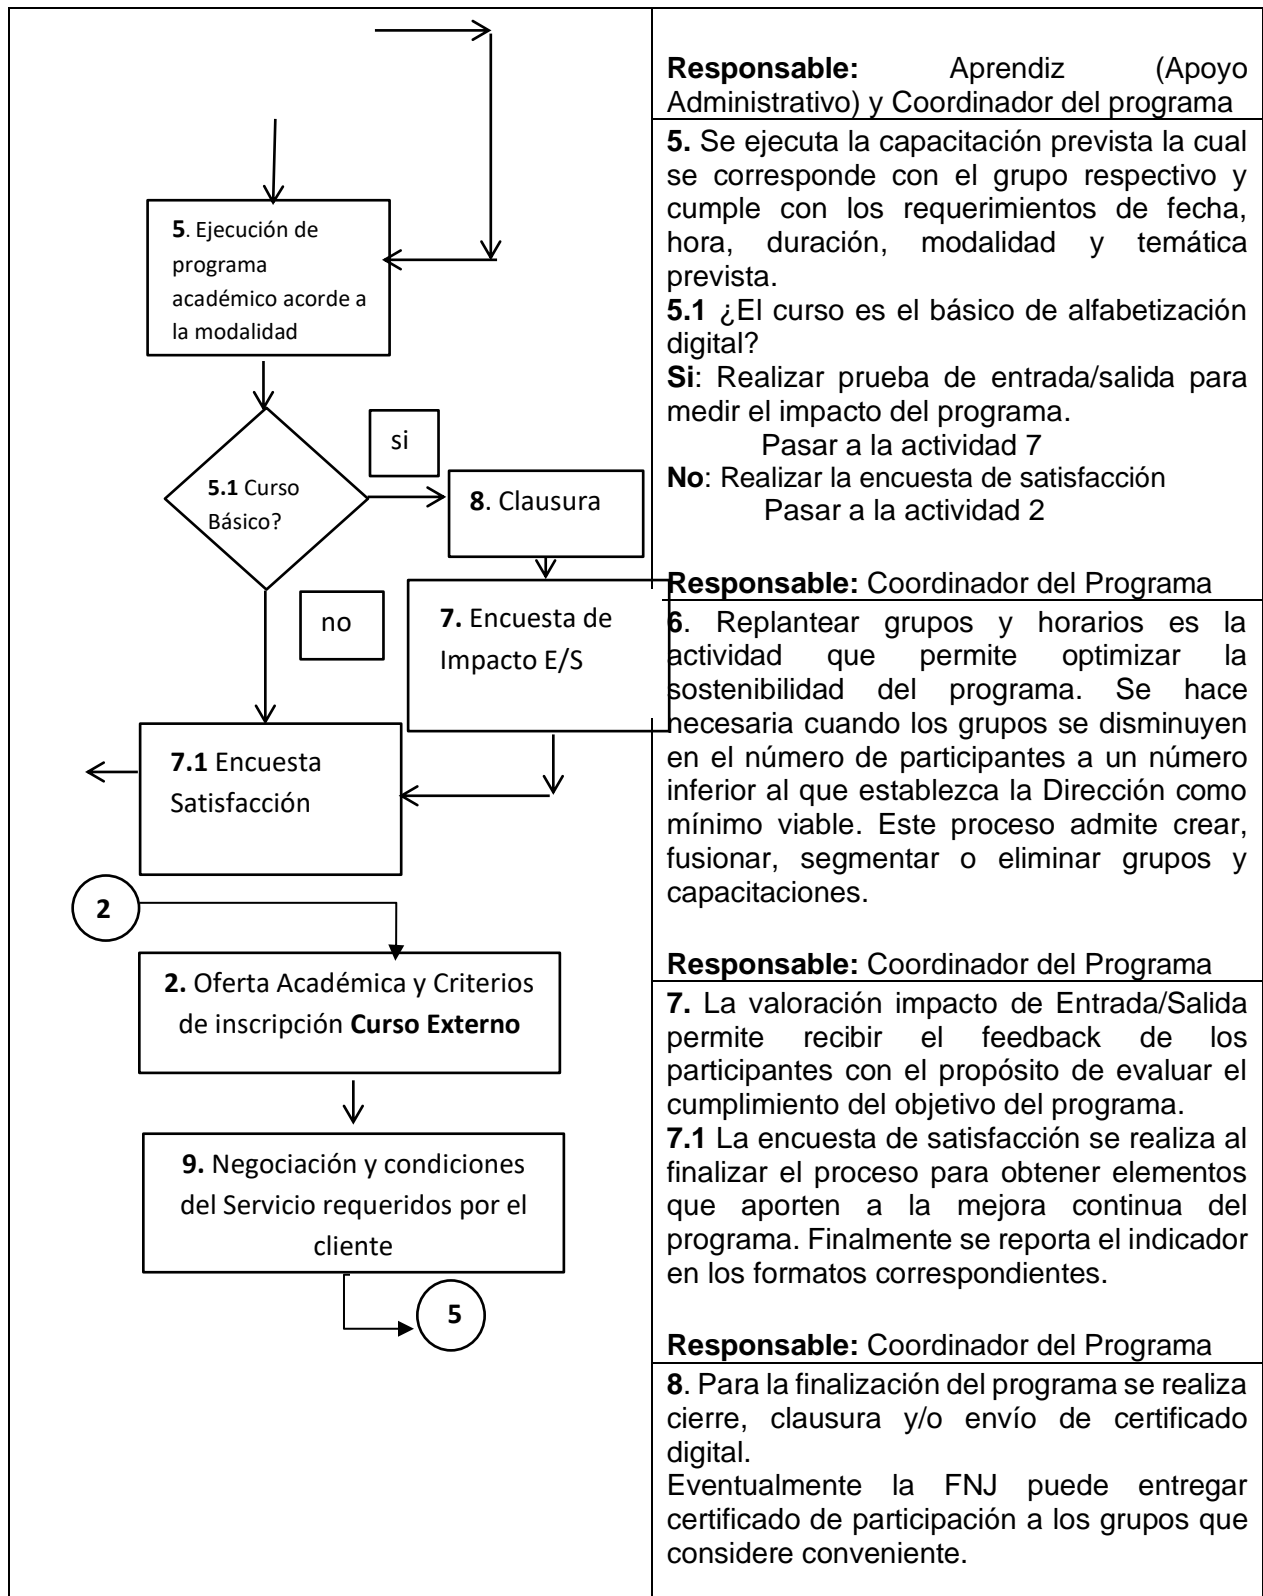 5. Ejecución de
programa
académico acorde a
la modalidad
5.1 Curso
Básico?
si
8. Clausura
no
7. Encuesta de
Impacto E/S
7.1 Encuesta
Satisfacción
2
2. Oferta Académica y Criterios
de inscripción Curso Externo
9. Negociación y condiciones
del Servicio requeridos por el
cliente
5
Responsable: Aprendiz (Apoyo
Administrativo) y Coordinador del programa
5. Se ejecuta la capacitación prevista la cual
se corresponde con el grupo respectivo y
cumple con los requerimientos de fecha,
hora, duración, modalidad y temática
prevista.
5.1 ¿El curso es el básico de alfabetización
digital?
Si: Realizar prueba de entrada/salida para
medir el impacto del programa.
Pasar a la actividad 7
No: Realizar la encuesta de satisfacción
Pasar a la actividad 2
Responsable: Coordinador del Programa
6. Replantear grupos y horarios es la
actividad que permite optimizar la
sostenibilidad del programa. Se hace
necesaria cuando los grupos se disminuyen
en el número de participantes a un número
inferior al que establezca la Dirección como
mínimo viable. Este proceso admite crear,
fusionar, segmentar o eliminar grupos y
capacitaciones.
Responsable: Coordinador del Programa
7. La valoración impacto de Entrada/Salida
permite recibir el feedback de los
participantes con el propósito de evaluar el
cumplimiento del objetivo del programa.
7.1 La encuesta de satisfacción se realiza al
finalizar el proceso para obtener elementos
que aporten a la mejora continua del
programa. Finalmente se reporta el indicador
en los formatos correspondientes.
Responsable: Coordinador del Programa
8. Para la finalización del programa se realiza
cierre, clausura y/o envío de certificado
digital.
Eventualmente la FNJ puede entregar
certificado de participación a los grupos que
considere conveniente.